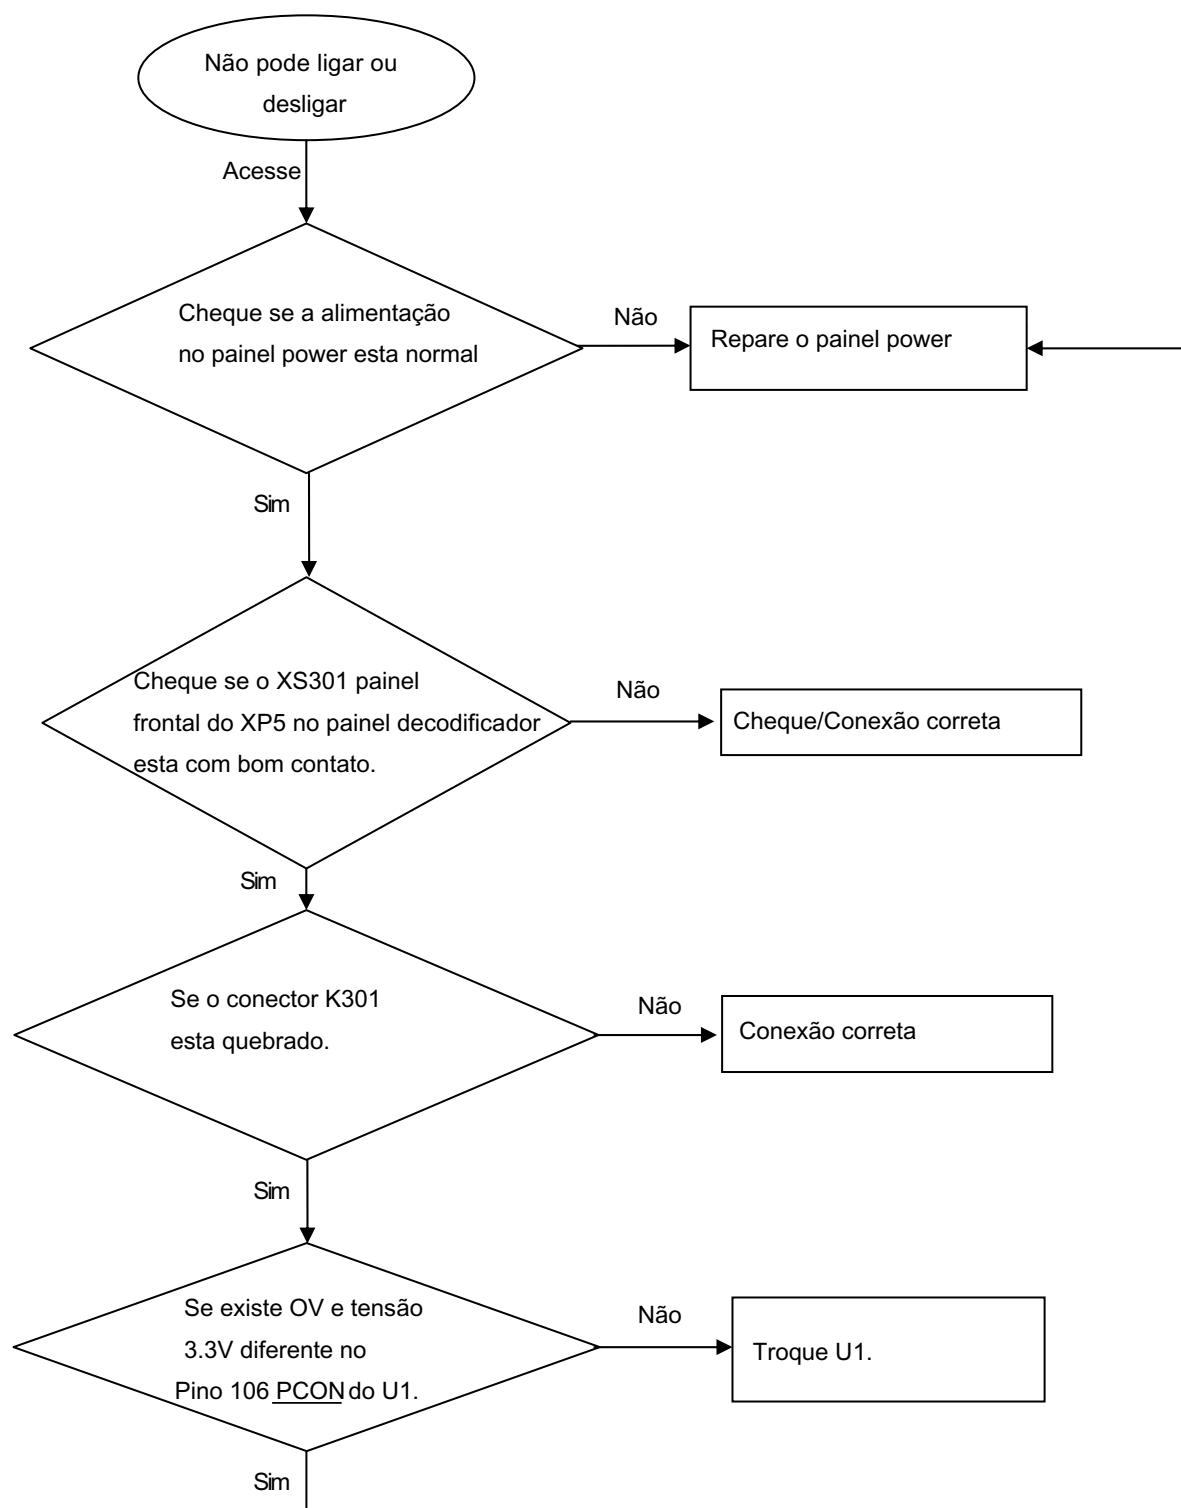 Não pode ligar ou
desligar
Acesse
Cheque se a alimentação
no painel power esta normal
Não
Repare o painel power
Sim
Cheque se o XS301 painel
frontal do XP5 no painel decodificador
esta com bom contato.
Não
Cheque/Conexão correta
Sim
Se o conector K301
esta quebrado.
Não
Conexão correta
Sim
Se existe OV e tensão
3.3V diferente no
Pino 106 PCON do U1.
Não
Troque U1.
Sim